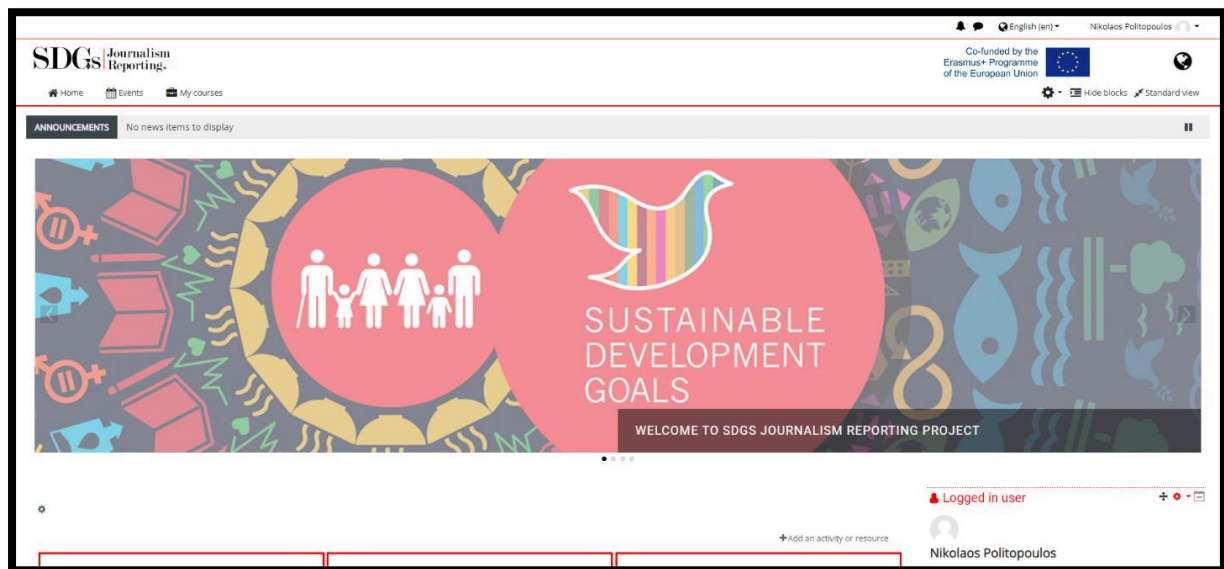 English (en)
Nikolaos Politopoulos
SDGs Journalism
Reporting.
Co-funded by the
Erasmus+ Programme
of the European Union
Home
Events
My courses
Hide blocks
Standard view
ANNOUNCEMENTS
No news items to display
SUSTAINABLE
DEVELOPMENT
GOALS
WELCOME TO SDGS JOURNALISM REPORTING PROJECT
Logged in user
+Add an activity or resource
Nikolaos Politopoulos